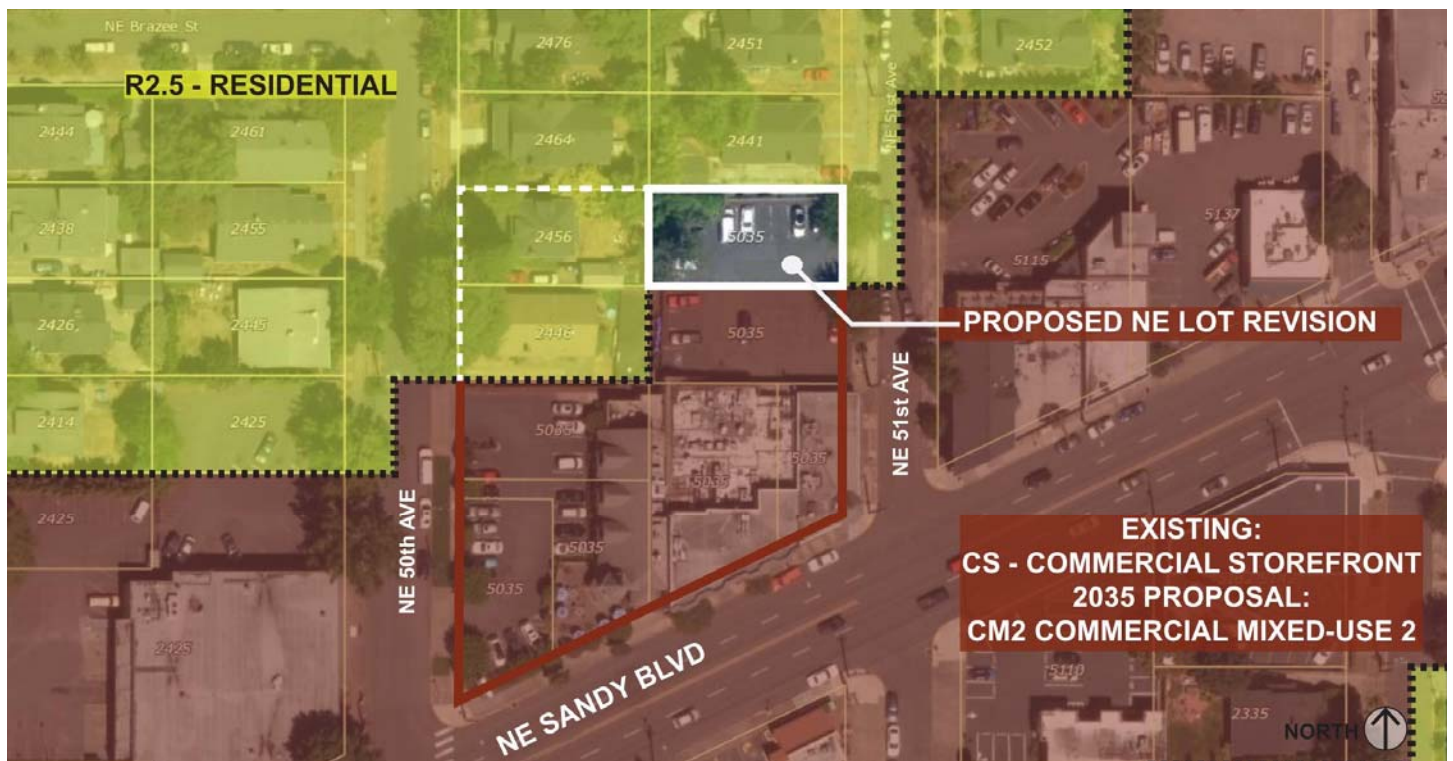 NE Brazee St
2476
2451
2452
R2.5 - RESIDENTIAL
NE 51st Ave
2444
2461
2464
2441
2438
2455
2456
5035
5137
5115
2426
2445
2446
5035
PROPOSED NE LOT REVISION
2414
2425
NE 50th AVE
NE 51st AVE
5035
5035
5035
2425
5035
5035
2425
EXISTING:
CS - COMMERCIAL STOREFRONT
2035 PROPOSAL:
CM2 COMMERCIAL MIXED-USE 2
NE SANDY BLVD
5110
2335
NORTH